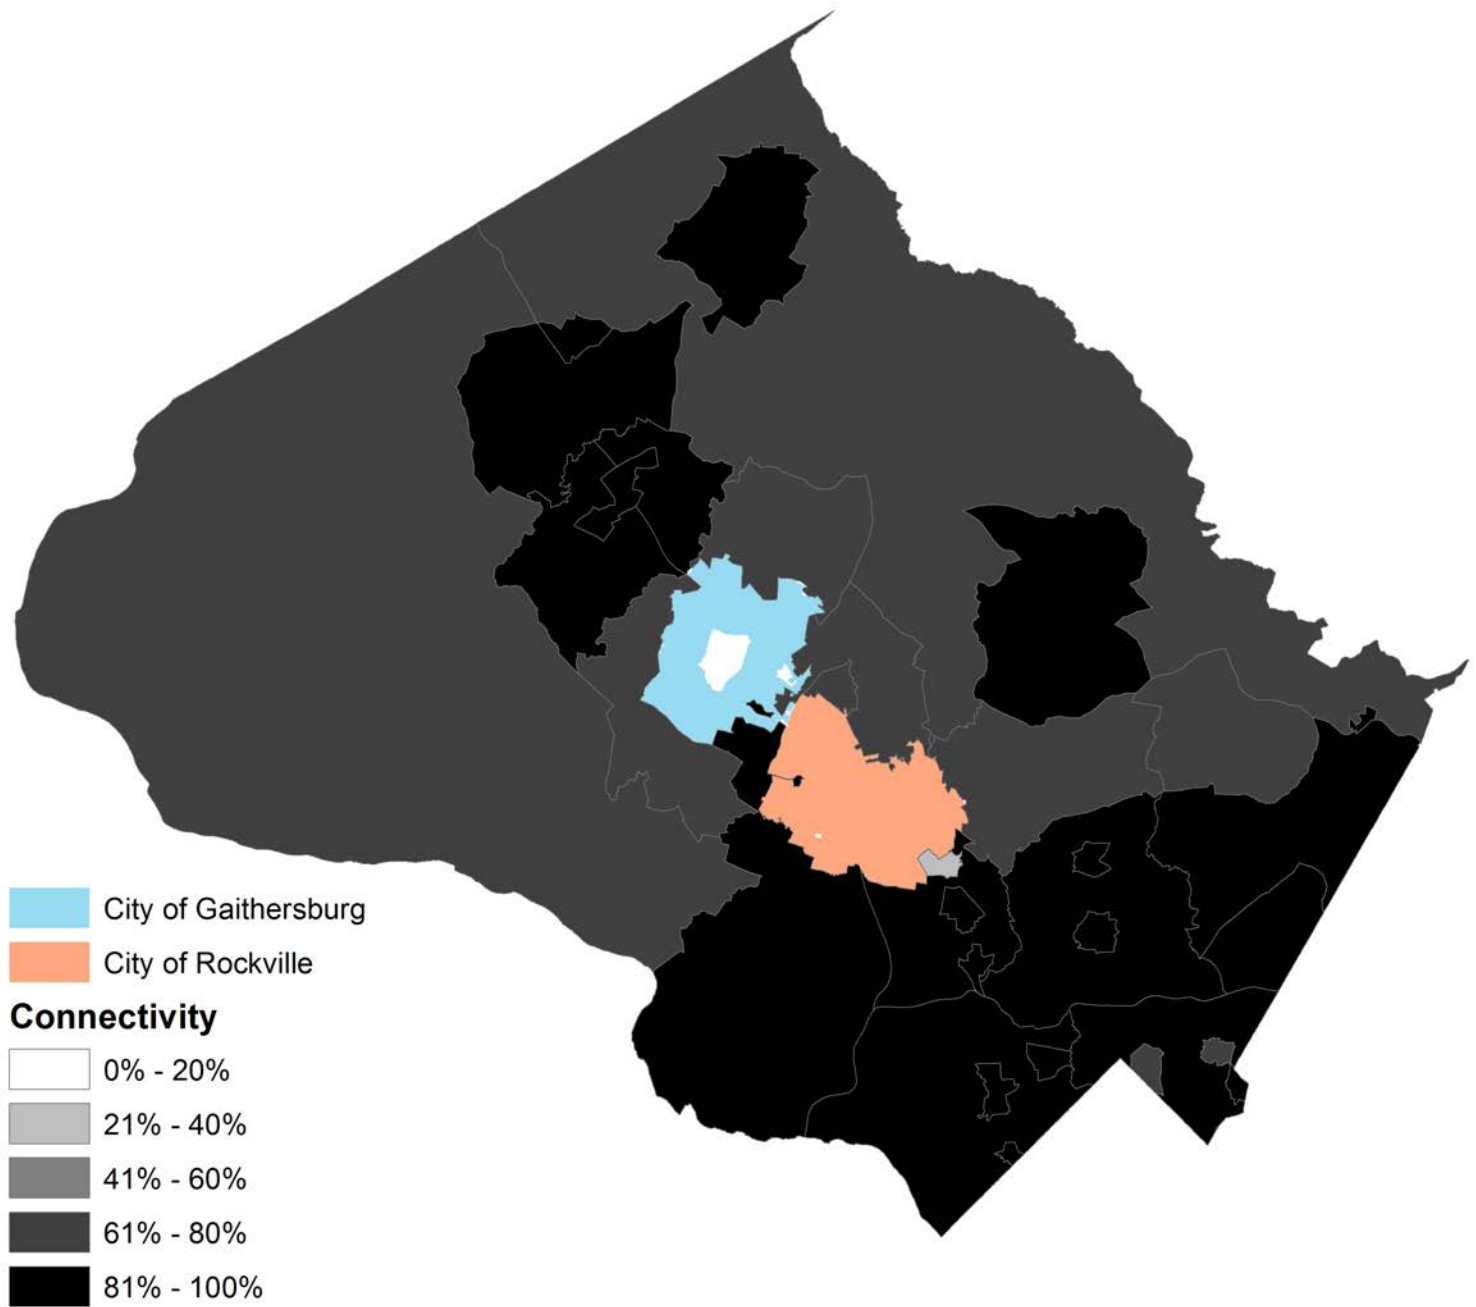 City of Gaithersburg
City of Rockville
Connectivity
0% - 20%
21% - 40%
41% - 60%
61% - 80%
81% - 100%